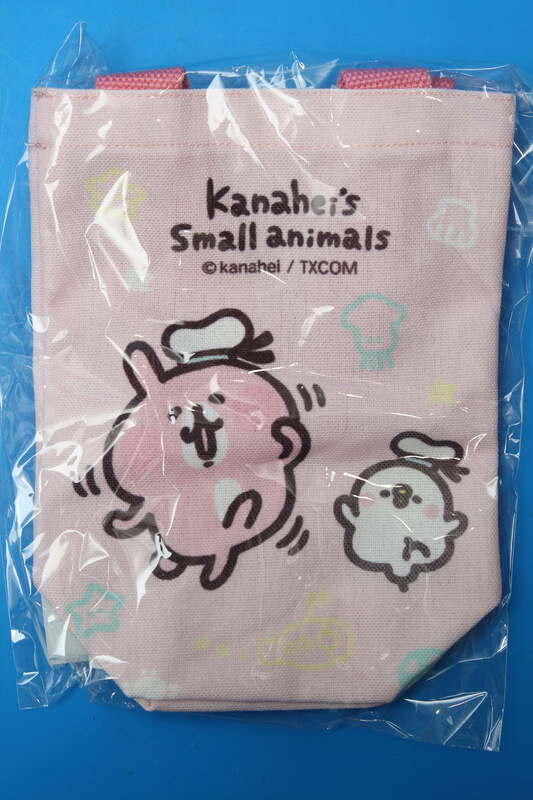 Kanahei's
Small animals
©kanahei / TXCOM